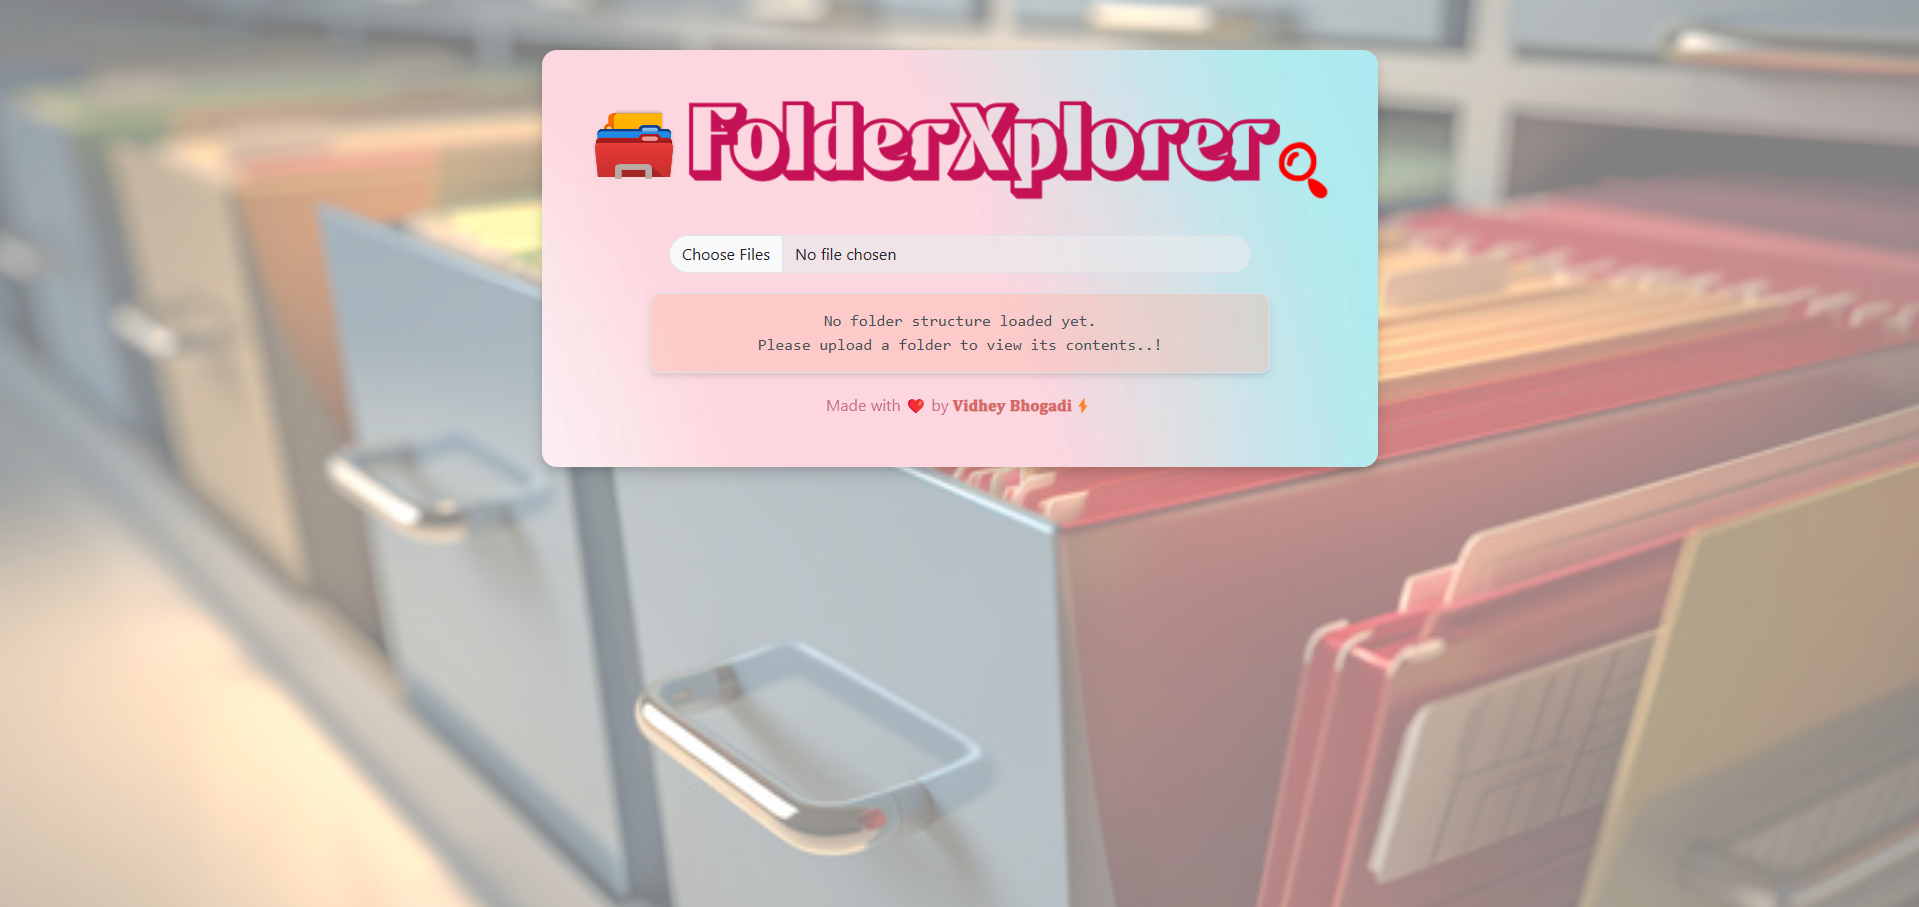 FolderXplorer
Choose Files No file chosen
No folder structure loaded yet.
Please upload a folder to view its contents..!
Made with ❤️ by Vidhey Bhogadi ⚡